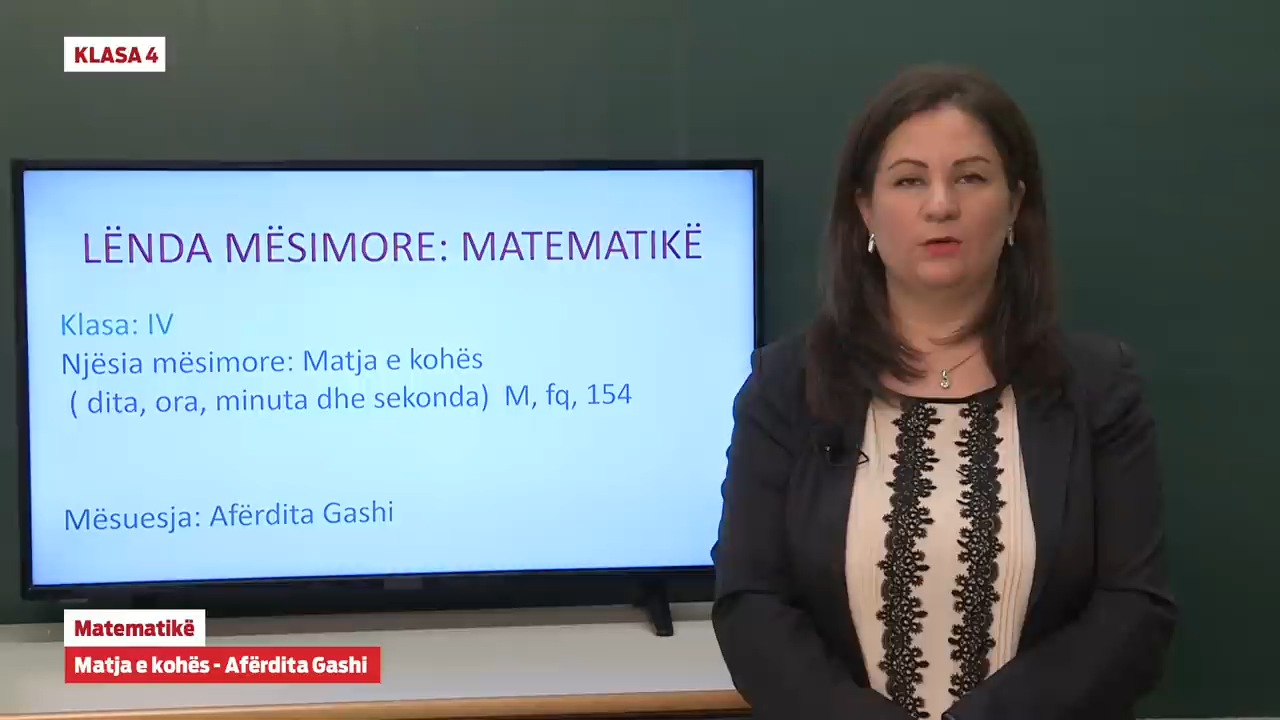 KLASA 4
LËNDA MËSIMORE: MATEMATIKË
Klasa: IV
Njësia mësimore: Matja e kohës
( dita, ora, minuta dhe sekonda) M, fq, 154
Mësuesja: Afërdita Gashi
Matematikë
Matja e kohës - Afërdita Gashi